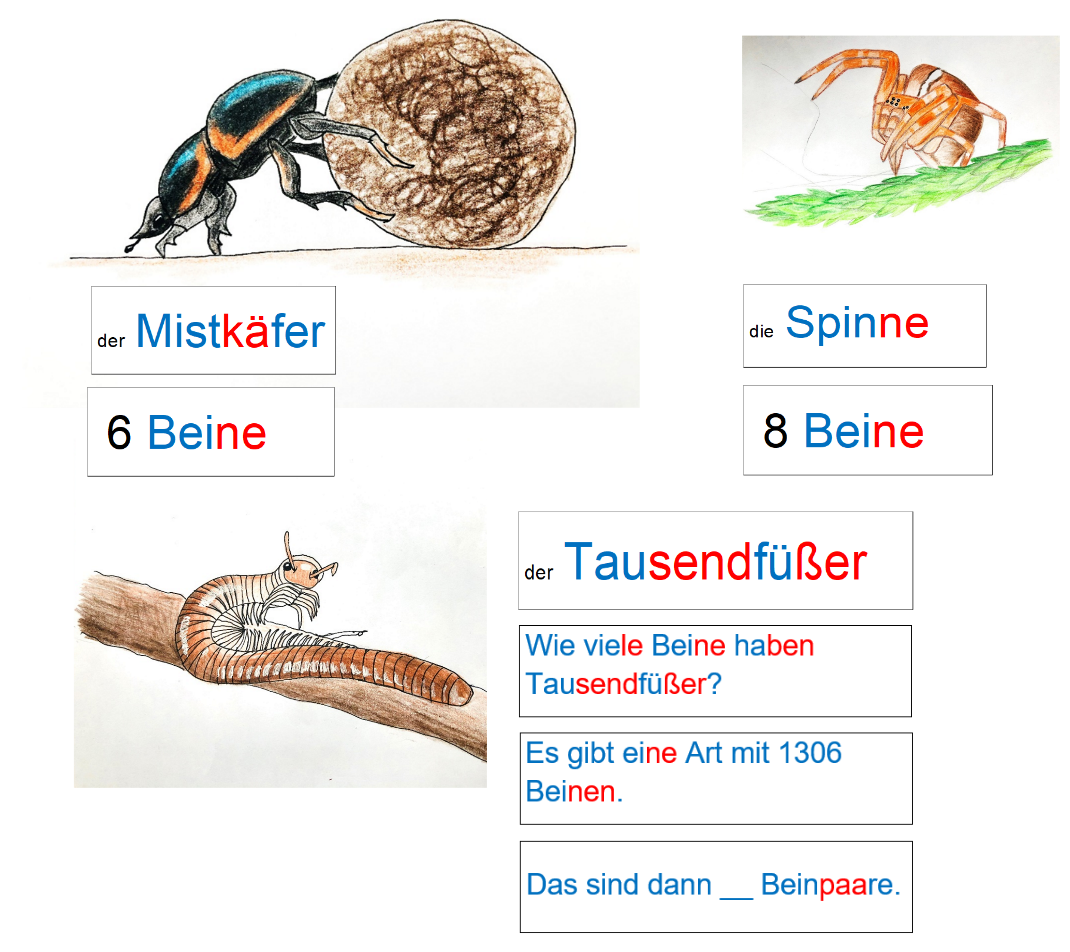 der Mistkäfer
6 Beine
die Spinne
8 Beine
der Tausendfüßer
Wie viele Beine haben
Tausendfüßer?
Es gibt eine Art mit 1306
Beinen.
Das sind dann __ Beinpaare.